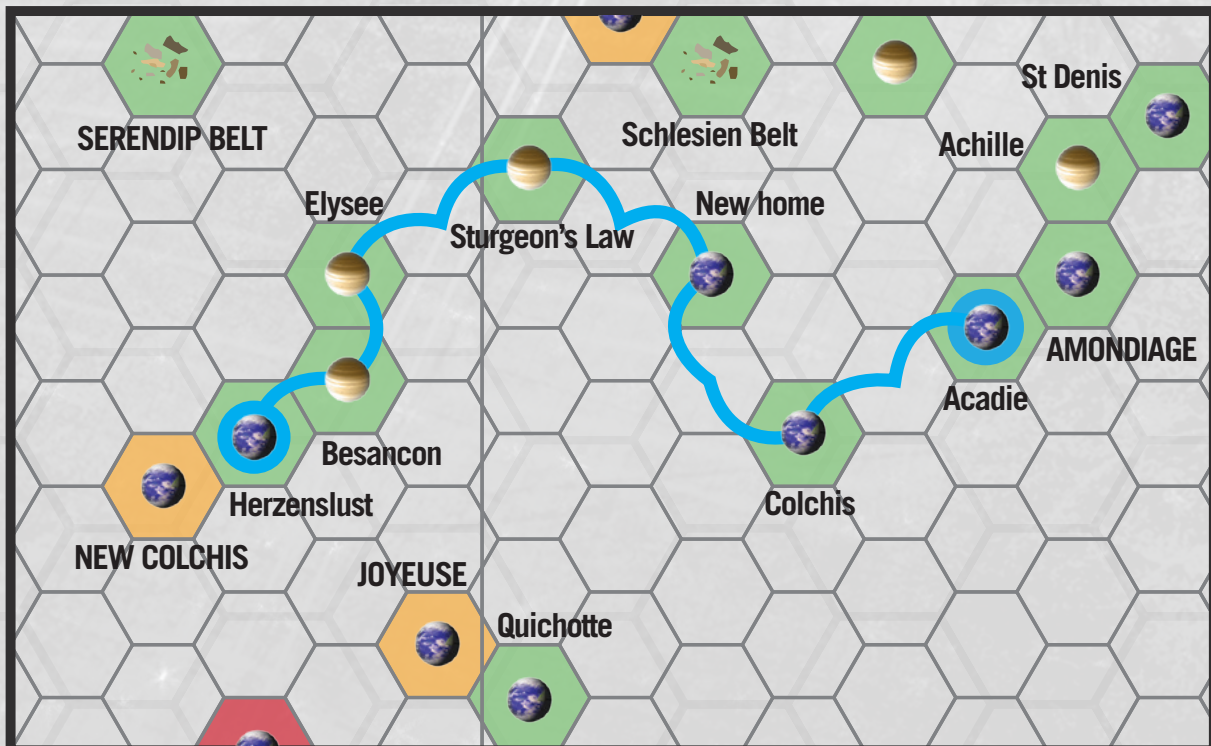 St Denis
SERENDIP BELT
Schlesien Belt
Achille
Elysee
New home
Sturgeon's Law
AMONDIAGE
Acadie
Besancon
Herzenslust
Colchis
NEW COLCHIS
JOYEUSE
Quichotte